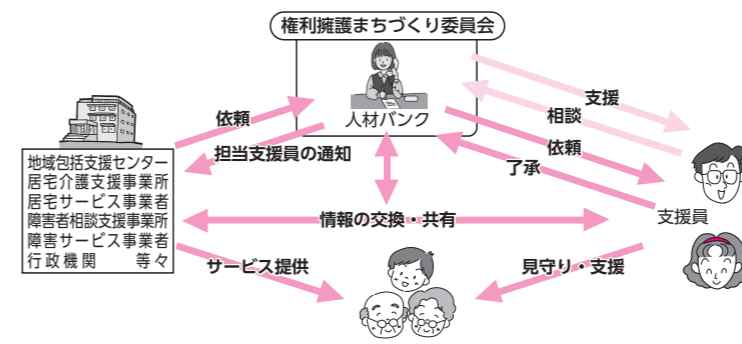 権利擁護まちづくり委員会
人材バンク
支援
相談
依頼
依頼
担当支援員の通知
了承
地域包括支援センター
居宅介護支援事業所
居宅サービス事業者
障害者相談支援事業所
障害サービス事業者
行政機関　等々
情報の交換・共有
支援員
サービス提供
見守り・支援